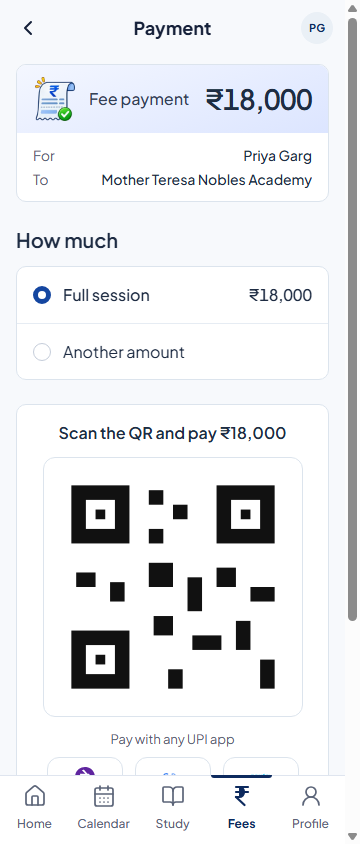 Payment
PG
Fee payment ₹18,000
For Priya Garg
To Mother Teresa Nobles Academy
How much
Full session ₹18,000
Another amount
Scan the QR and pay ₹18,000
Pay with any UPI app
Home Calendar Study Fees Profile